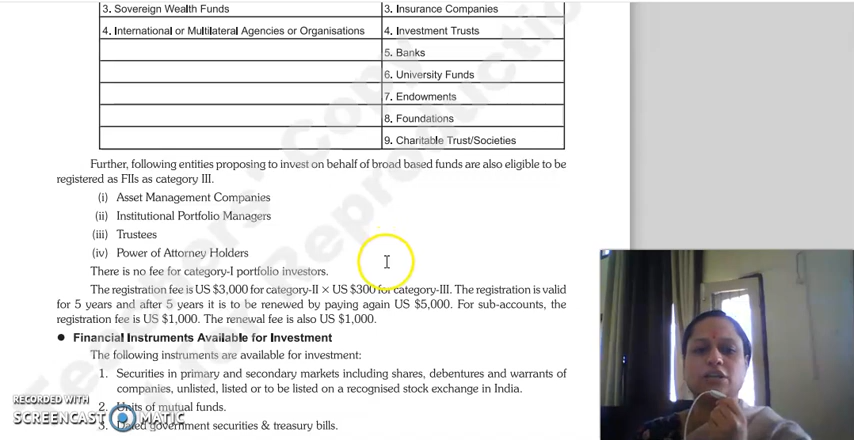 3. Sovereign Wealth Funds 3. Insurance Companies
4. International or Multilateral Agencies or Organisations 4. Investment Trusts
5. Banks
6. University Funds
7. Endowments
8. Foundations
9. Charitable Trust/Societies
Further, following entities proposing to invest on behalf of broad based funds are also eligible to be
registered as FIIs as category III.
(i) Asset Management Companies
(ii) Institutional Portfolio Managers
(iii) Trustees
(iv) Power of Attorney Holders
There is no fee for category-I portfolio investors.
The registration fee is US $3,000 for category-II × US $300 for category-III. The registration is valid
for 5 years and after 5 years it is to be renewed by paying again US $5,000. For sub-accounts, the
registration fee is US $1,000. The renewal fee is also US $1,000.
● Financial Instruments Available for Investment
The following instruments are available for investment:
1. Securities in primary and secondary markets including shares, debentures and warrants of
companies, unlisted, listed or to be listed on a recognised stock exchange in India.
2. Units of mutual funds.
3. Dated government securities & treasury bills.
RECORDED WITH
SCREENCAST MATIC
Copy
Reproduction